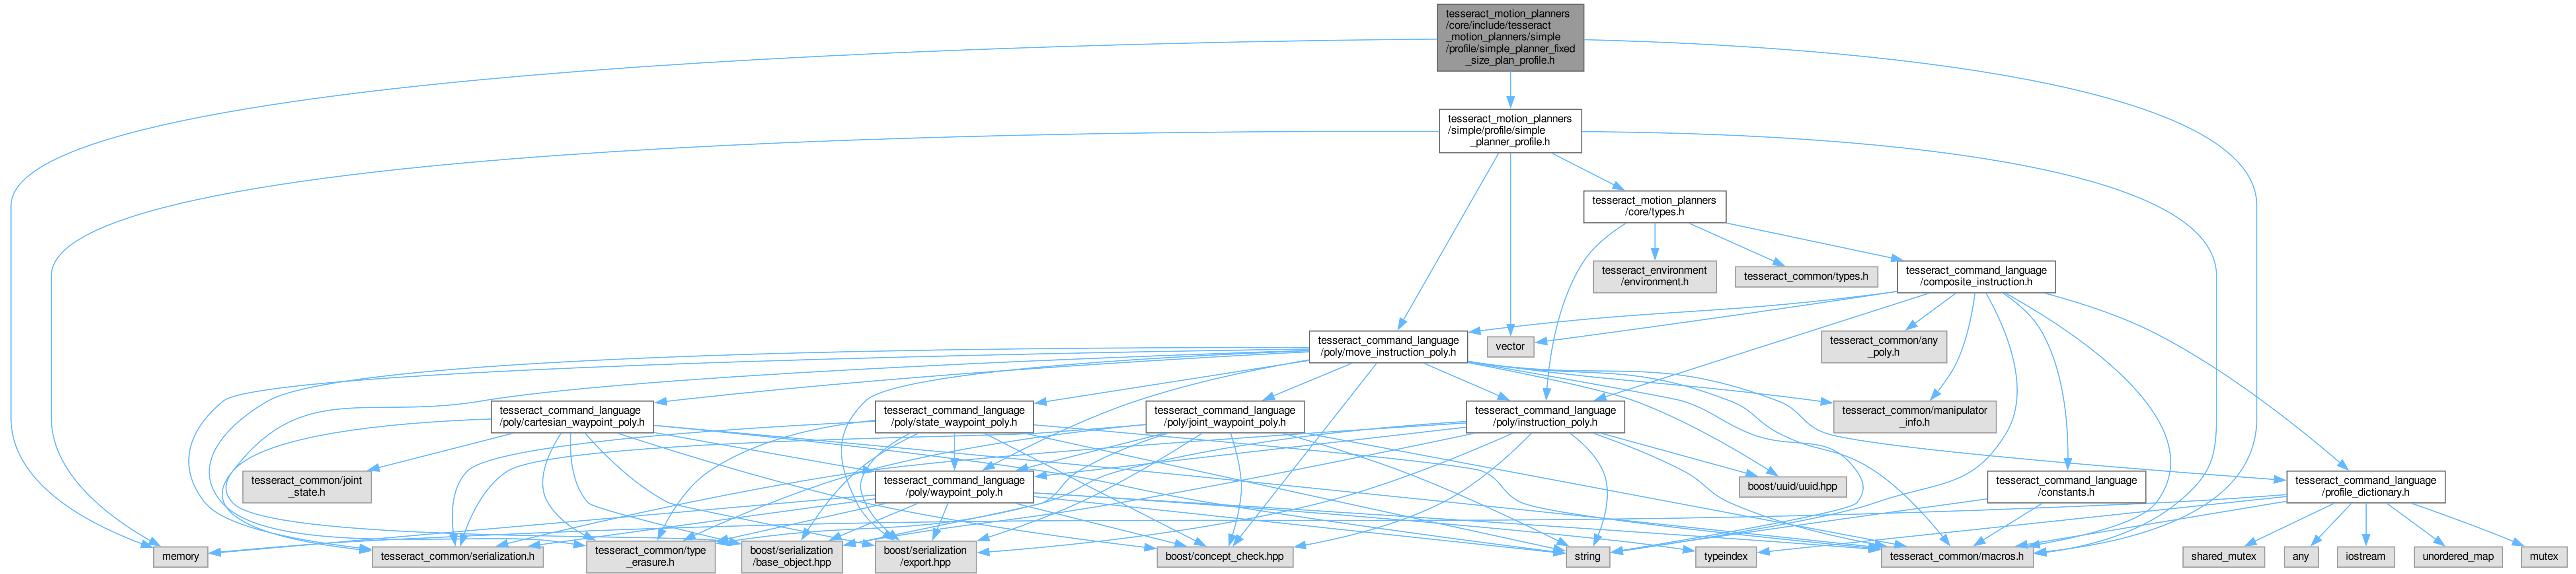 tesseract_motion_planners
/core/include/tesseract
_motion_planners/simple
/profile/simple_planner_fixed
_size_plan_profile.h
tesseract_motion_planners
/simple/profile/simple
_planner_profile.h
tesseract_motion_planners
/core/types.h
tesseract_environment
/environment.h
tesseract_common/types.h
tesseract_command_language
/composite_instruction.h
tesseract_command_language
/poly/move_instruction_poly.h
vector
tesseract_common/any
_poly.h
tesseract_command_language
/poly/cartesian_waypoint_poly.h
tesseract_command_language
/poly/state_waypoint_poly.h
tesseract_command_language
/poly/joint_waypoint_poly.h
tesseract_command_language
/poly/instruction_poly.h
tesseract_common/manipulator
_info.h
tesseract_common/joint
_state.h
tesseract_command_language
/poly/waypoint_poly.h
boost/uuid/uuid.hpp
tesseract_command_language
/constants.h
tesseract_command_language
/profile_dictionary.h
memory
tesseract_common/serialization.h
tesseract_common/type
_erasure.h
boost/serialization
/base_object.hpp
boost/serialization
/export.hpp
boost/concept_check.hpp
string
typeindex
tesseract_common/macros.h
shared_mutex
any
iostream
unordered_map
mutex